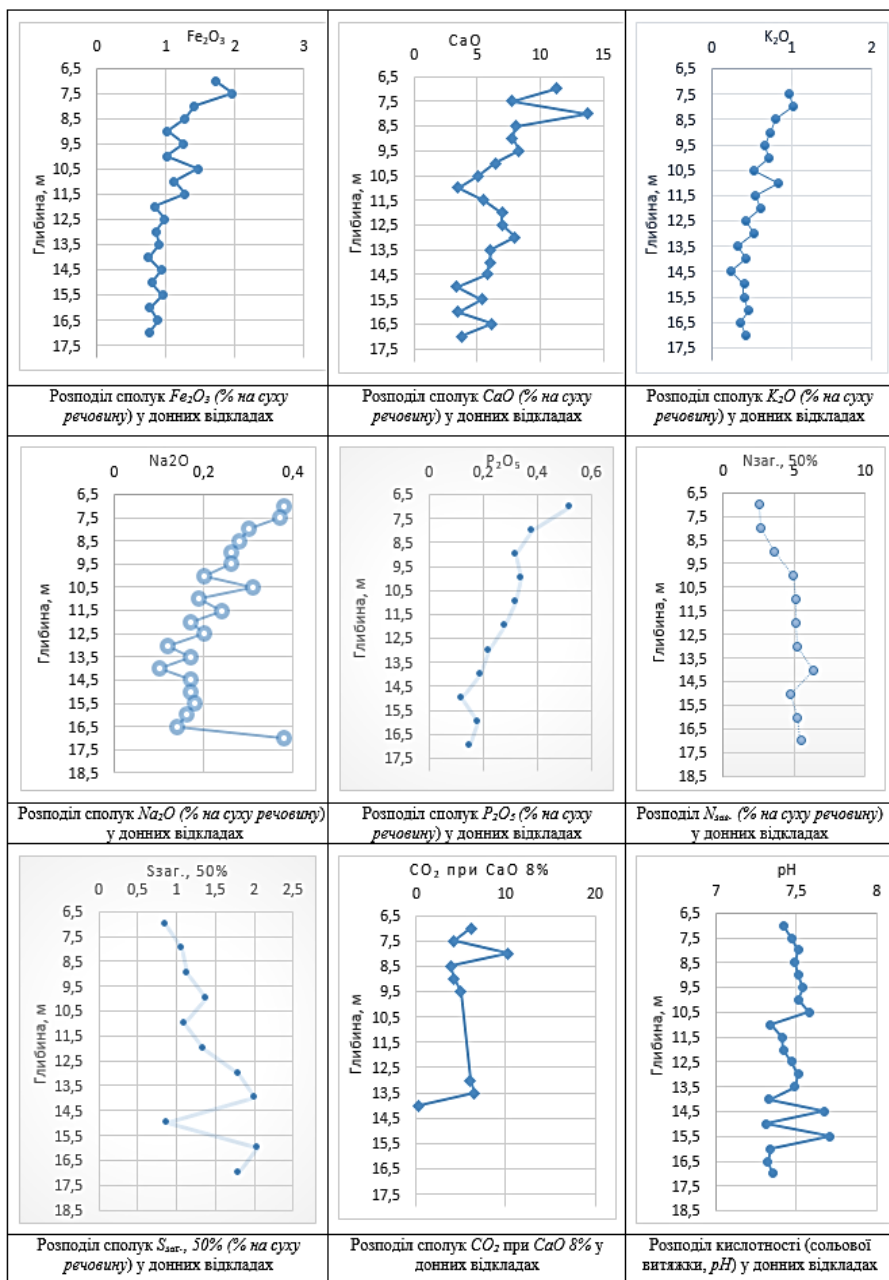 Fe₂O₃
0 1 2 3
6,5
7,5
8,5
9,5
10,5
11,5
12,5
13,5
14,5
15,5
16,5
17,5
Глибина, м
CaO
0 5 10 15
6,5
7,5
8,5
9,5
10,5
11,5
12,5
13,5
14,5
15,5
16,5
17,5
Глибина, м
K₂O
0 1 2
6,5
7,5
8,5
9,5
10,5
11,5
12,5
13,5
14,5
15,5
16,5
17,5
Глибина, м
Розподіл сполук Fe₂O₃ (% на суху
речовину) у донних відкладах
Розподіл сполук CaO (% на суху
речовину) у донних відкладах
Розподіл сполук K₂O (% на суху
речовину) у донних відкладах
Na2O
0 0,2 0,4
6,5
7,5
8,5
9,5
10,5
11,5
12,5
13,5
14,5
15,5
16,5
17,5
18,5
Глибина, м
P₂O₅
0 0,2 0,4 0,6
6,5
7,5
8,5
9,5
10,5
11,5
12,5
13,5
14,5
15,5
16,5
17,5
Глибина, м
Nзаг., 50%
0 5 10
6,5
7,5
8,5
9,5
10,5
11,5
12,5
13,5
14,5
15,5
16,5
17,5
18,5
Глибина, м
Розподіл сполук Na₂O (% на суху речовину)
у донних відкладах
Розподіл сполук P₂O₅ (% на суху
речовину) у донних відкладах
Розподіл Nзаг. (% на суху речовину)
у донних відкладах
Sзаг., 50%
0 0,5 1 1,5 2 2,5
6,5
7,5
8,5
9,5
10,5
11,5
12,5
13,5
14,5
15,5
16,5
17,5
18,5
Глибина, м
CO₂ при CaO 8%
0 10 20
6,5
7,5
8,5
9,5
10,5
11,5
12,5
13,5
14,5
15,5
16,5
17,5
Глибина, м
pH
7 7,5 8
6,5
7,5
8,5
9,5
10,5
11,5
12,5
13,5
14,5
15,5
16,5
17,5
18,5
Глибина, м
Розподіл сполук Sзаг., 50% (% на суху
речовину) у донних відкладах
Розподіл сполук CO₂ при CaO 8% у
донних відкладах
Розподіл кислотності (сольової
витяжки, pH) у донних відкладах